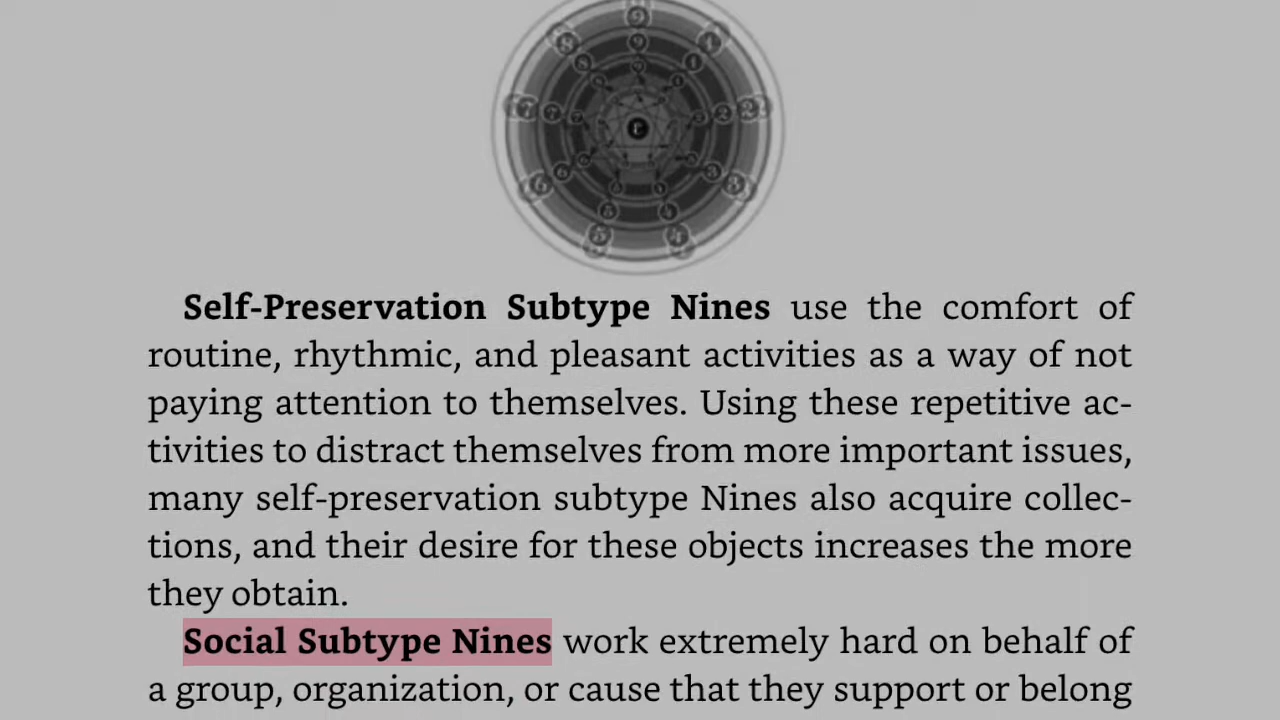 Self-Preservation Subtype Nines use the comfort of
routine, rhythmic, and pleasant activities as a way of not
paying attention to themselves. Using these repetitive ac-
tivities to distract themselves from more important issues,
many self-preservation subtype Nines also acquire collec-
tions, and their desire for these objects increases the more
they obtain.
Social Subtype Nines work extremely hard on behalf of
a group, organization, or cause that they support or belong